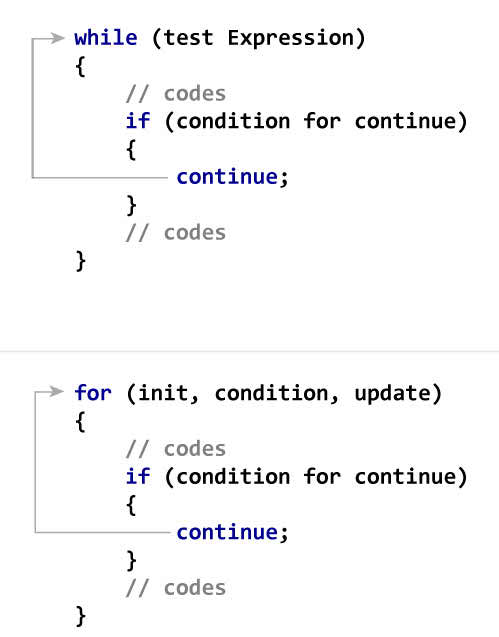 while (test Expression)
{
// codes
if (condition for continue)
{
continue;
}
// codes
}
for (init, condition, update)
{
// codes
if (condition for continue)
{
continue;
}
// codes
}